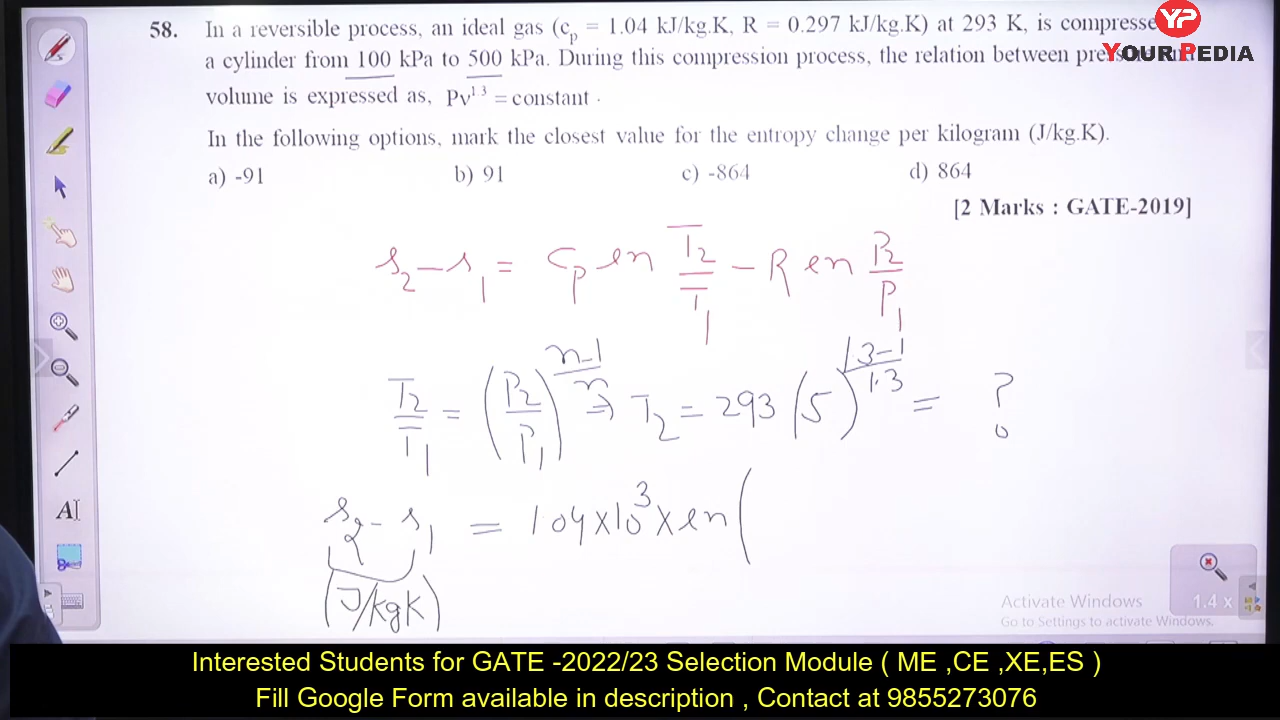 58. In a reversible process, an ideal gas (cp = 1.04 kJ/kg.K, R = 0.297 kJ/kg.K) at 293 K, is compresse
YP
YOUR PEDIA
a cylinder from 100 kPa to 500 kPa. During this compression process, the relation between
volume is expressed as, Pv^1.3 = constant .
In the following options, mark the closest value for the entropy change per kilogram (J/kg.K).
a) -91 b) 91 c) -864 d) 864
[2 Marks : GATE-2019]
s2 - s1 = cp ln T2/T1 - R ln P2/P1
T2/T1 = (P2/P1)^(n-1)/n ⇒ T2 = 293 (5)^(1.3-1)/1.3 = ?
s2 - s1 = 1.04 x 10^3 x ln (
(J/kgK)
AI
1.4 x
Activate Windows
Go to Settings to activate Windows.
Interested Students for GATE -2022/23 Selection Module ( ME ,CE ,XE,ES )
Fill Google Form available in description , Contact at 9855273076